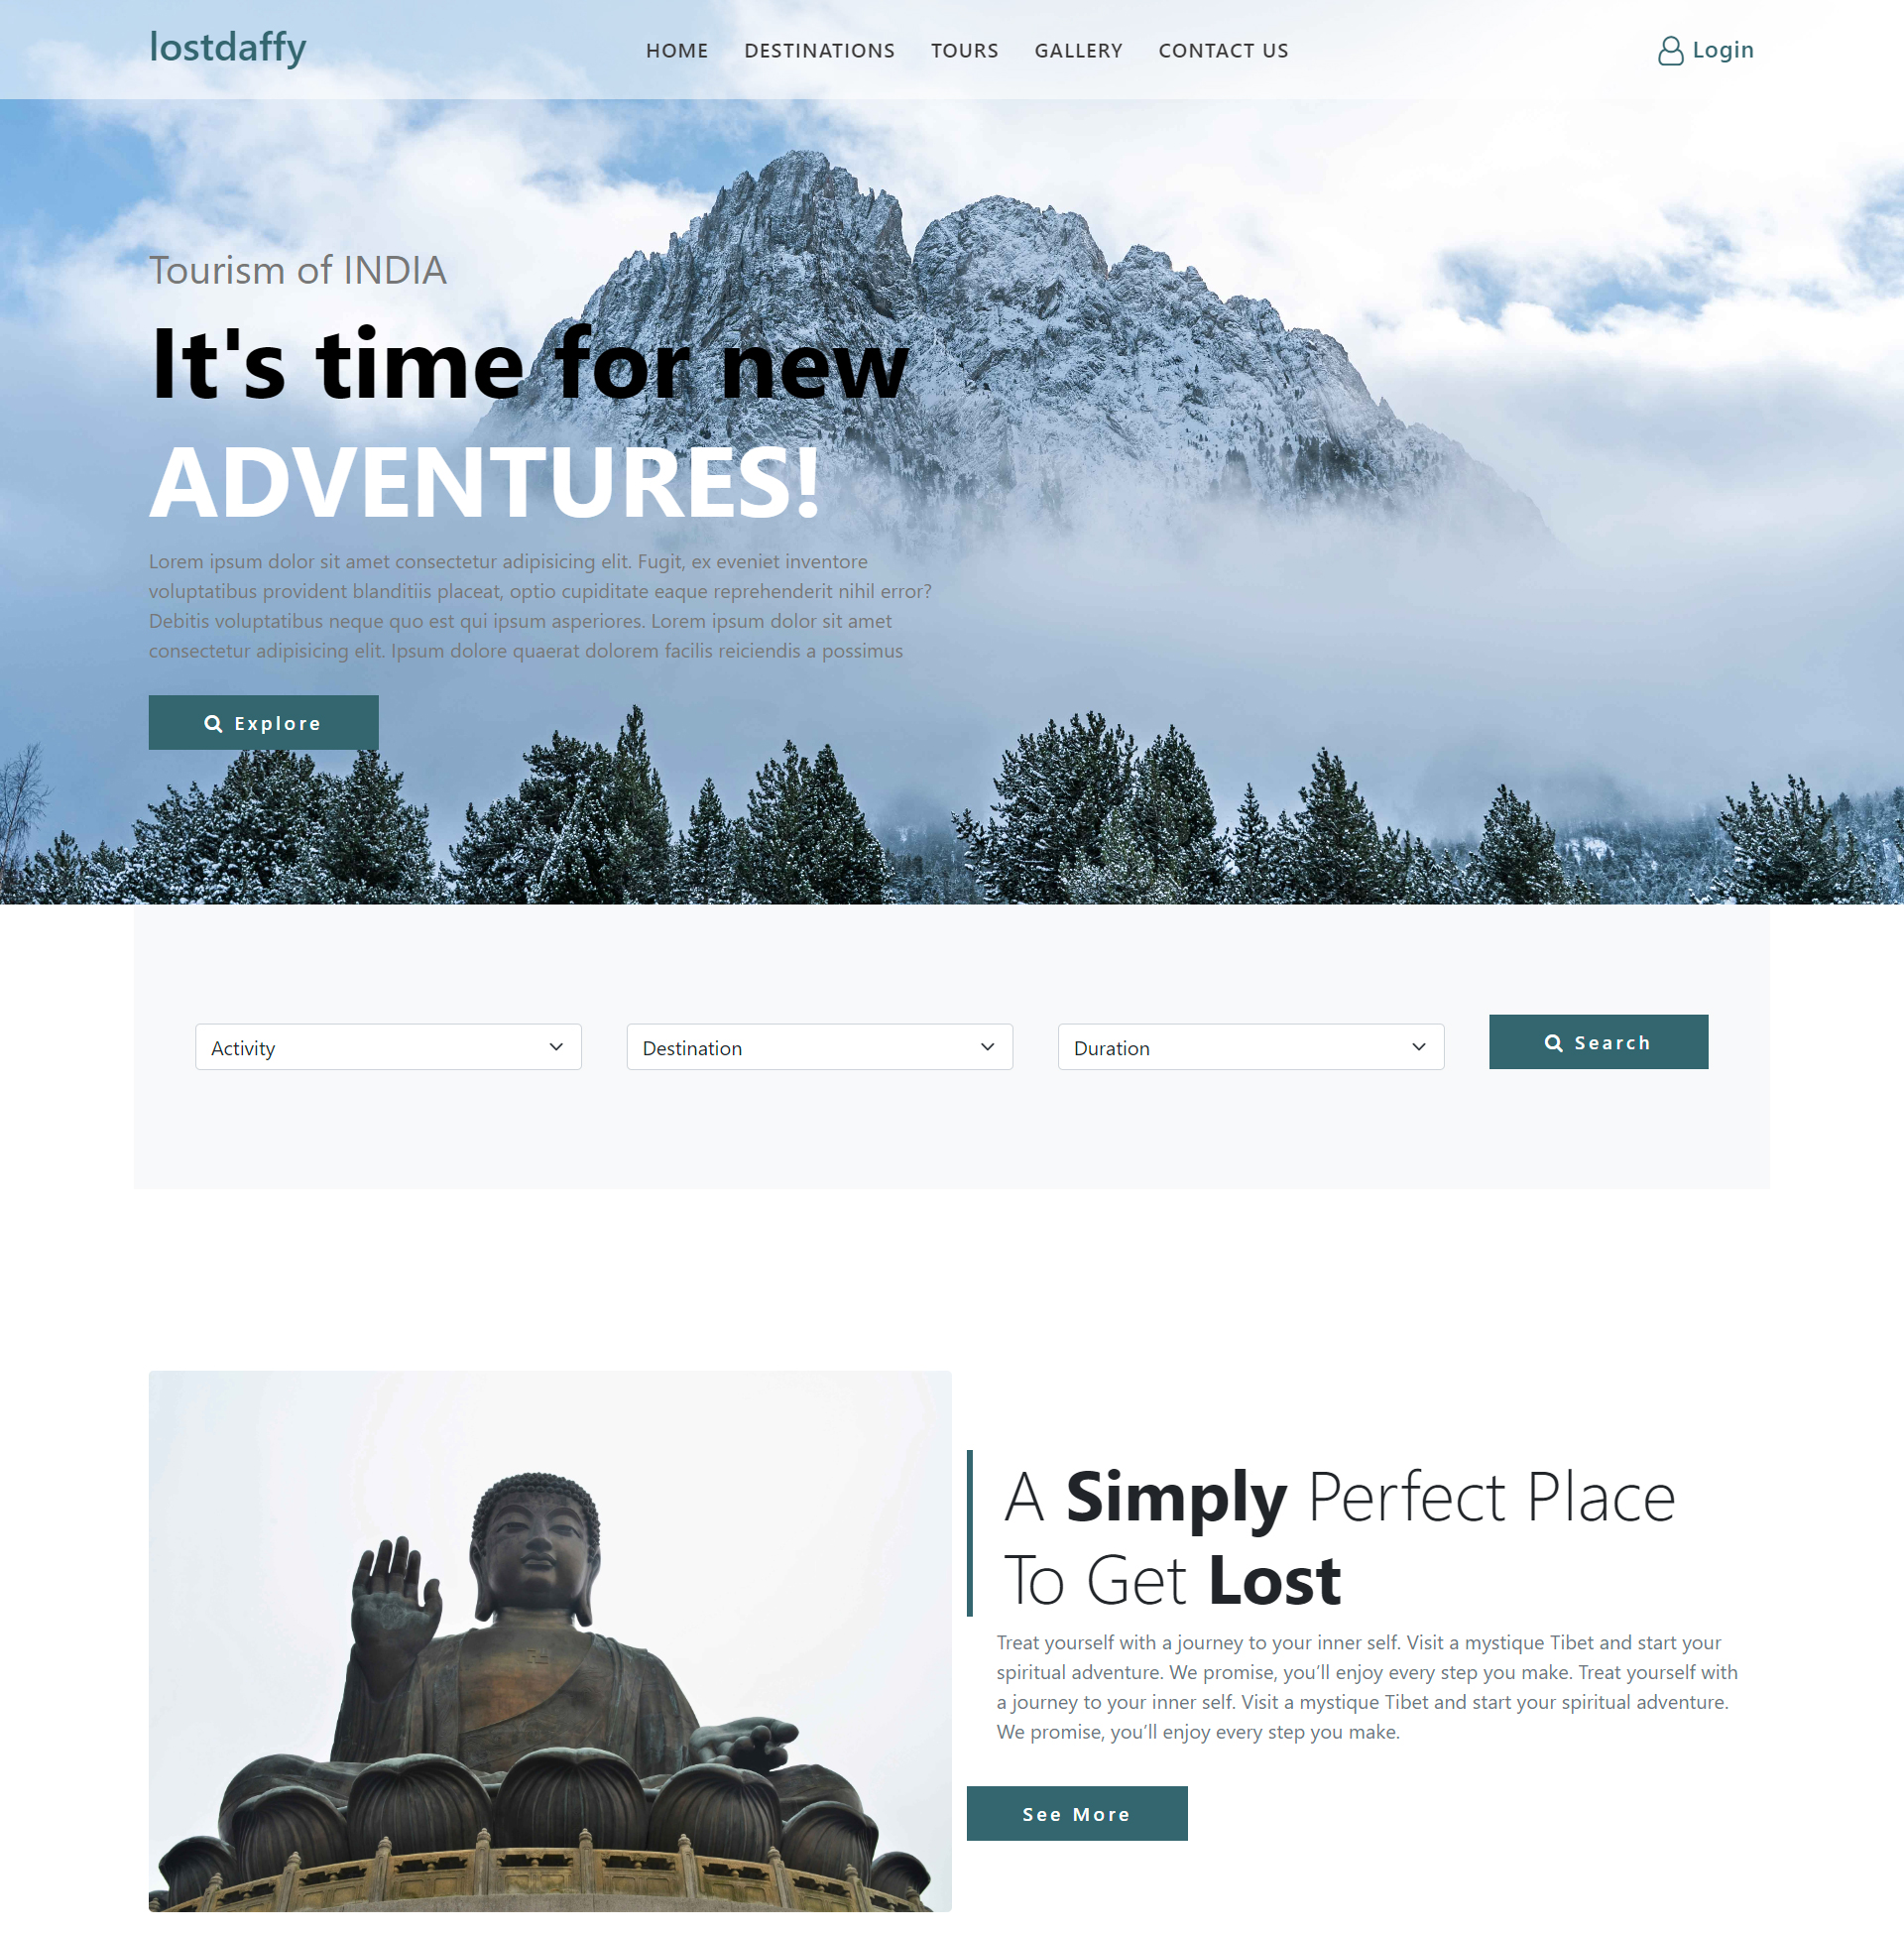 lostdaffy
HOME DESTINATIONS TOURS GALLERY CONTACT US
Login
Tourism of INDIA
It's time for new
ADVENTURES!
Lorem ipsum dolor sit amet consectetur adipisicing elit. Fugit, ex eveniet inventore
voluptatibus provident blanditiis placeat, optio cupiditate eaque reprehenderit nihil error?
Debitis voluptatibus neque quo est qui ipsum asperiores. Lorem ipsum dolor sit amet
consectetur adipisicing elit. Ipsum dolore quaerat dolorem facilis reiciendis a possimus
Explore
Activity
Destination
Duration
Search
A Simply Perfect Place
To Get Lost
Treat yourself with a journey to your inner self. Visit a mystique Tibet and start your
spiritual adventure. We promise, you’ll enjoy every step you make. Treat yourself with
a journey to your inner self. Visit a mystique Tibet and start your spiritual adventure.
We promise, you’ll enjoy every step you make.
See More